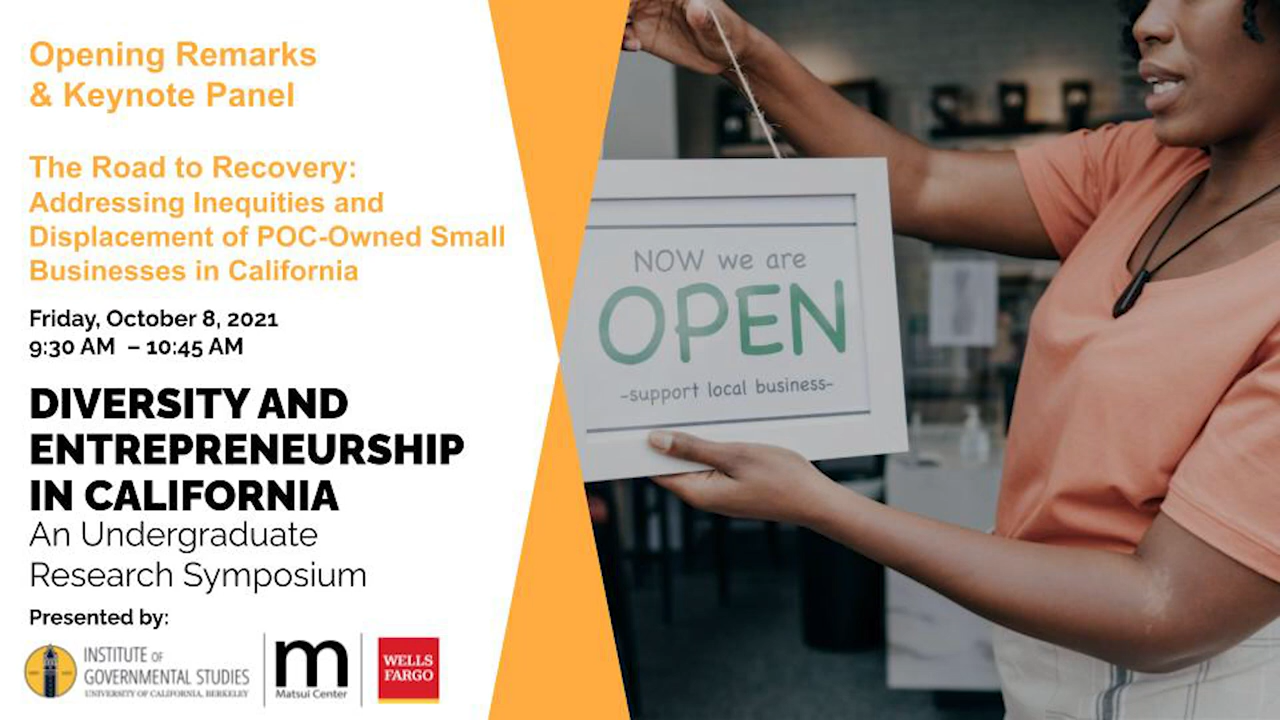 Opening Remarks
& Keynote Panel
The Road to Recovery:
Addressing Inequities and
Displacement of POC-Owned Small
Businesses in California
Friday, October 8, 2021
9:30 AM – 10:45 AM
DIVERSITY AND
ENTREPRENEURSHIP
IN CALIFORNIA
An Undergraduate
Research Symposium
Presented by:
INSTITUTE OF
GOVERNMENTAL STUDIES
UNIVERSITY OF CALIFORNIA, BERKELEY
m
Matsui Center
WELLS
FARGO
NOW we are
OPEN
-support local business-